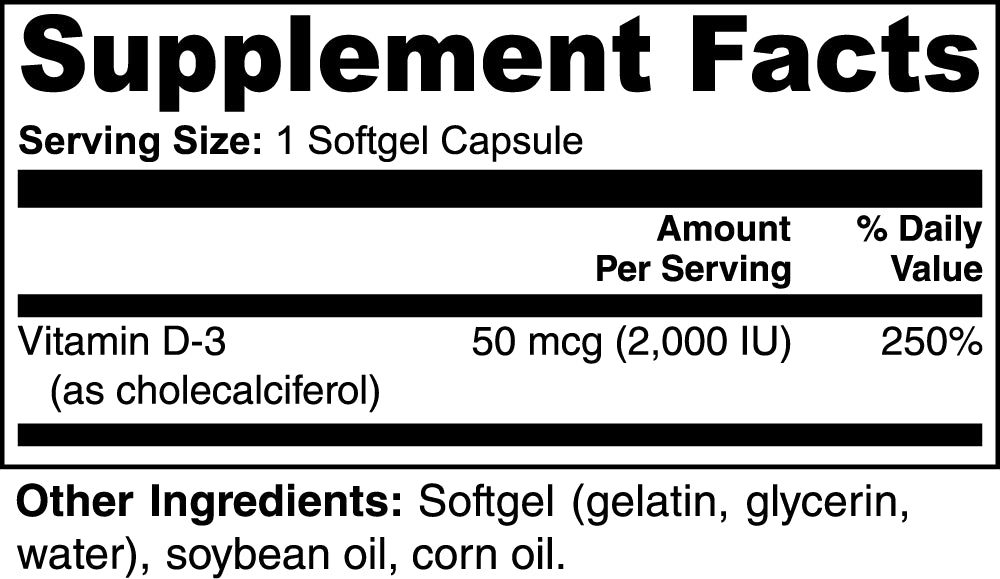 Supplement Facts
Serving Size: 1 Softgel Capsule
Amount % Daily
Per Serving Value
Vitamin D-3 50 mcg (2,000 IU) 250%
(as cholecalciferol)
Other Ingredients: Softgel (gelatin, glycerin,
water), soybean oil, corn oil.